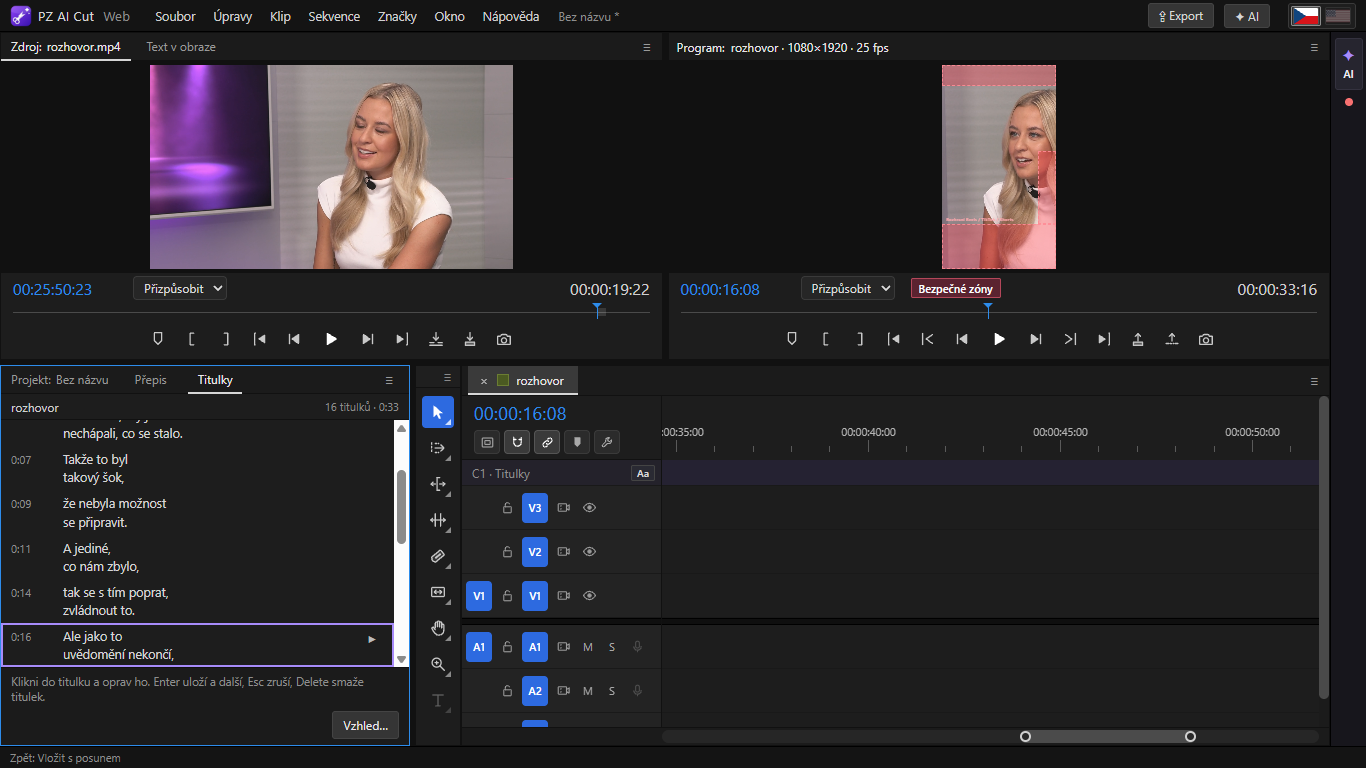 PZ AI Cut Web Soubor Úpravy Klip Sekvence Značky Okno Nápověda Bez názvu * Export AI
Zdroj: rozhovor.mp4 Text v obraze
Program: rozhovor · 1080×1920 · 25 fps
AI
00:25:50:23 Přizpůsobit 00:00:19:22
00:00:16:08 Přizpůsobit Bezpečné zóny 00:00:33:16
Projekt: Bez názvu Přepis Titulky
rozhovor 16 titulků · 0:33
nechápali, co se stalo.
0:07 Takže to byl
takový šok,
0:09 že nebyla možnost
se připravit.
0:11 A jediné,
co nám zbylo,
0:14 tak se s tím poprat,
zvládnout to.
0:16 Ale jako to
uvědomění nekončí,
Klikni do titulku a oprav ho. Enter uloží a další, Esc zruší, Delete smaže
titulek.
Vzhled...
T
× rozhovor
00:00:16:08
:00:35:00 00:00:40:00 00:00:45:00 00:00:50:00
C1 · Titulky Aa
V3
V2
V1 V1
A1 A1 M S
A2 M S
Zpět: Vložit s posunem